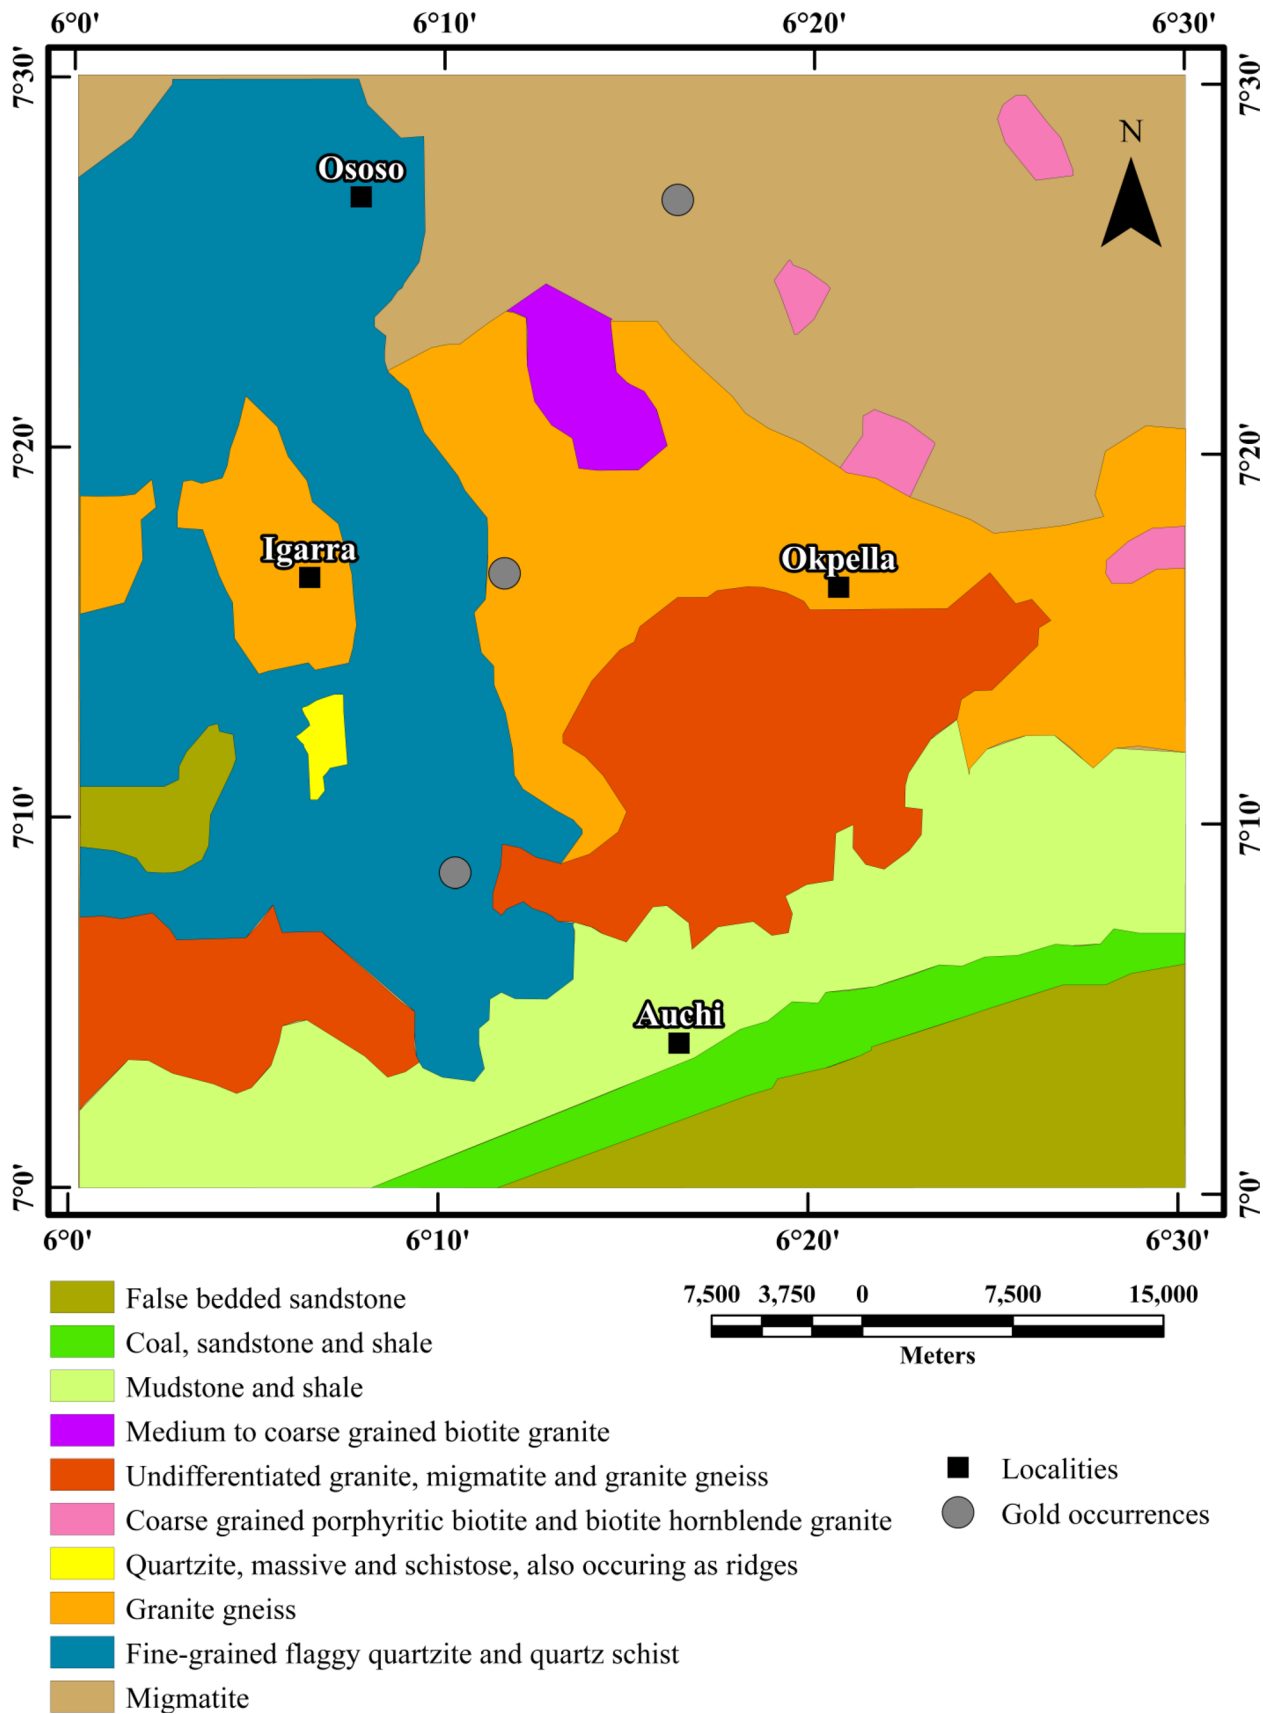 6°0' 6°10' 6°20' 6°30'
7°30' 7°30'
N
Ososo
7°20' 7°20'
Igarra
Okpella
7°10' 7°10'
Auchi
7°0' 7°0'
6°0' 6°10' 6°20' 6°30'
False bedded sandstone
Coal, sandstone and shale
Mudstone and shale
Medium to coarse grained biotite granite
Undifferentiated granite, migmatite and granite gneiss
Coarse grained porphyritic biotite and biotite hornblende granite
Quartzite, massive and schistose, also occuring as ridges
Granite gneiss
Fine-grained flaggy quartzite and quartz schist
Migmatite
7,500 3,750 0 7,500 15,000
Meters
Localities
Gold occurrences